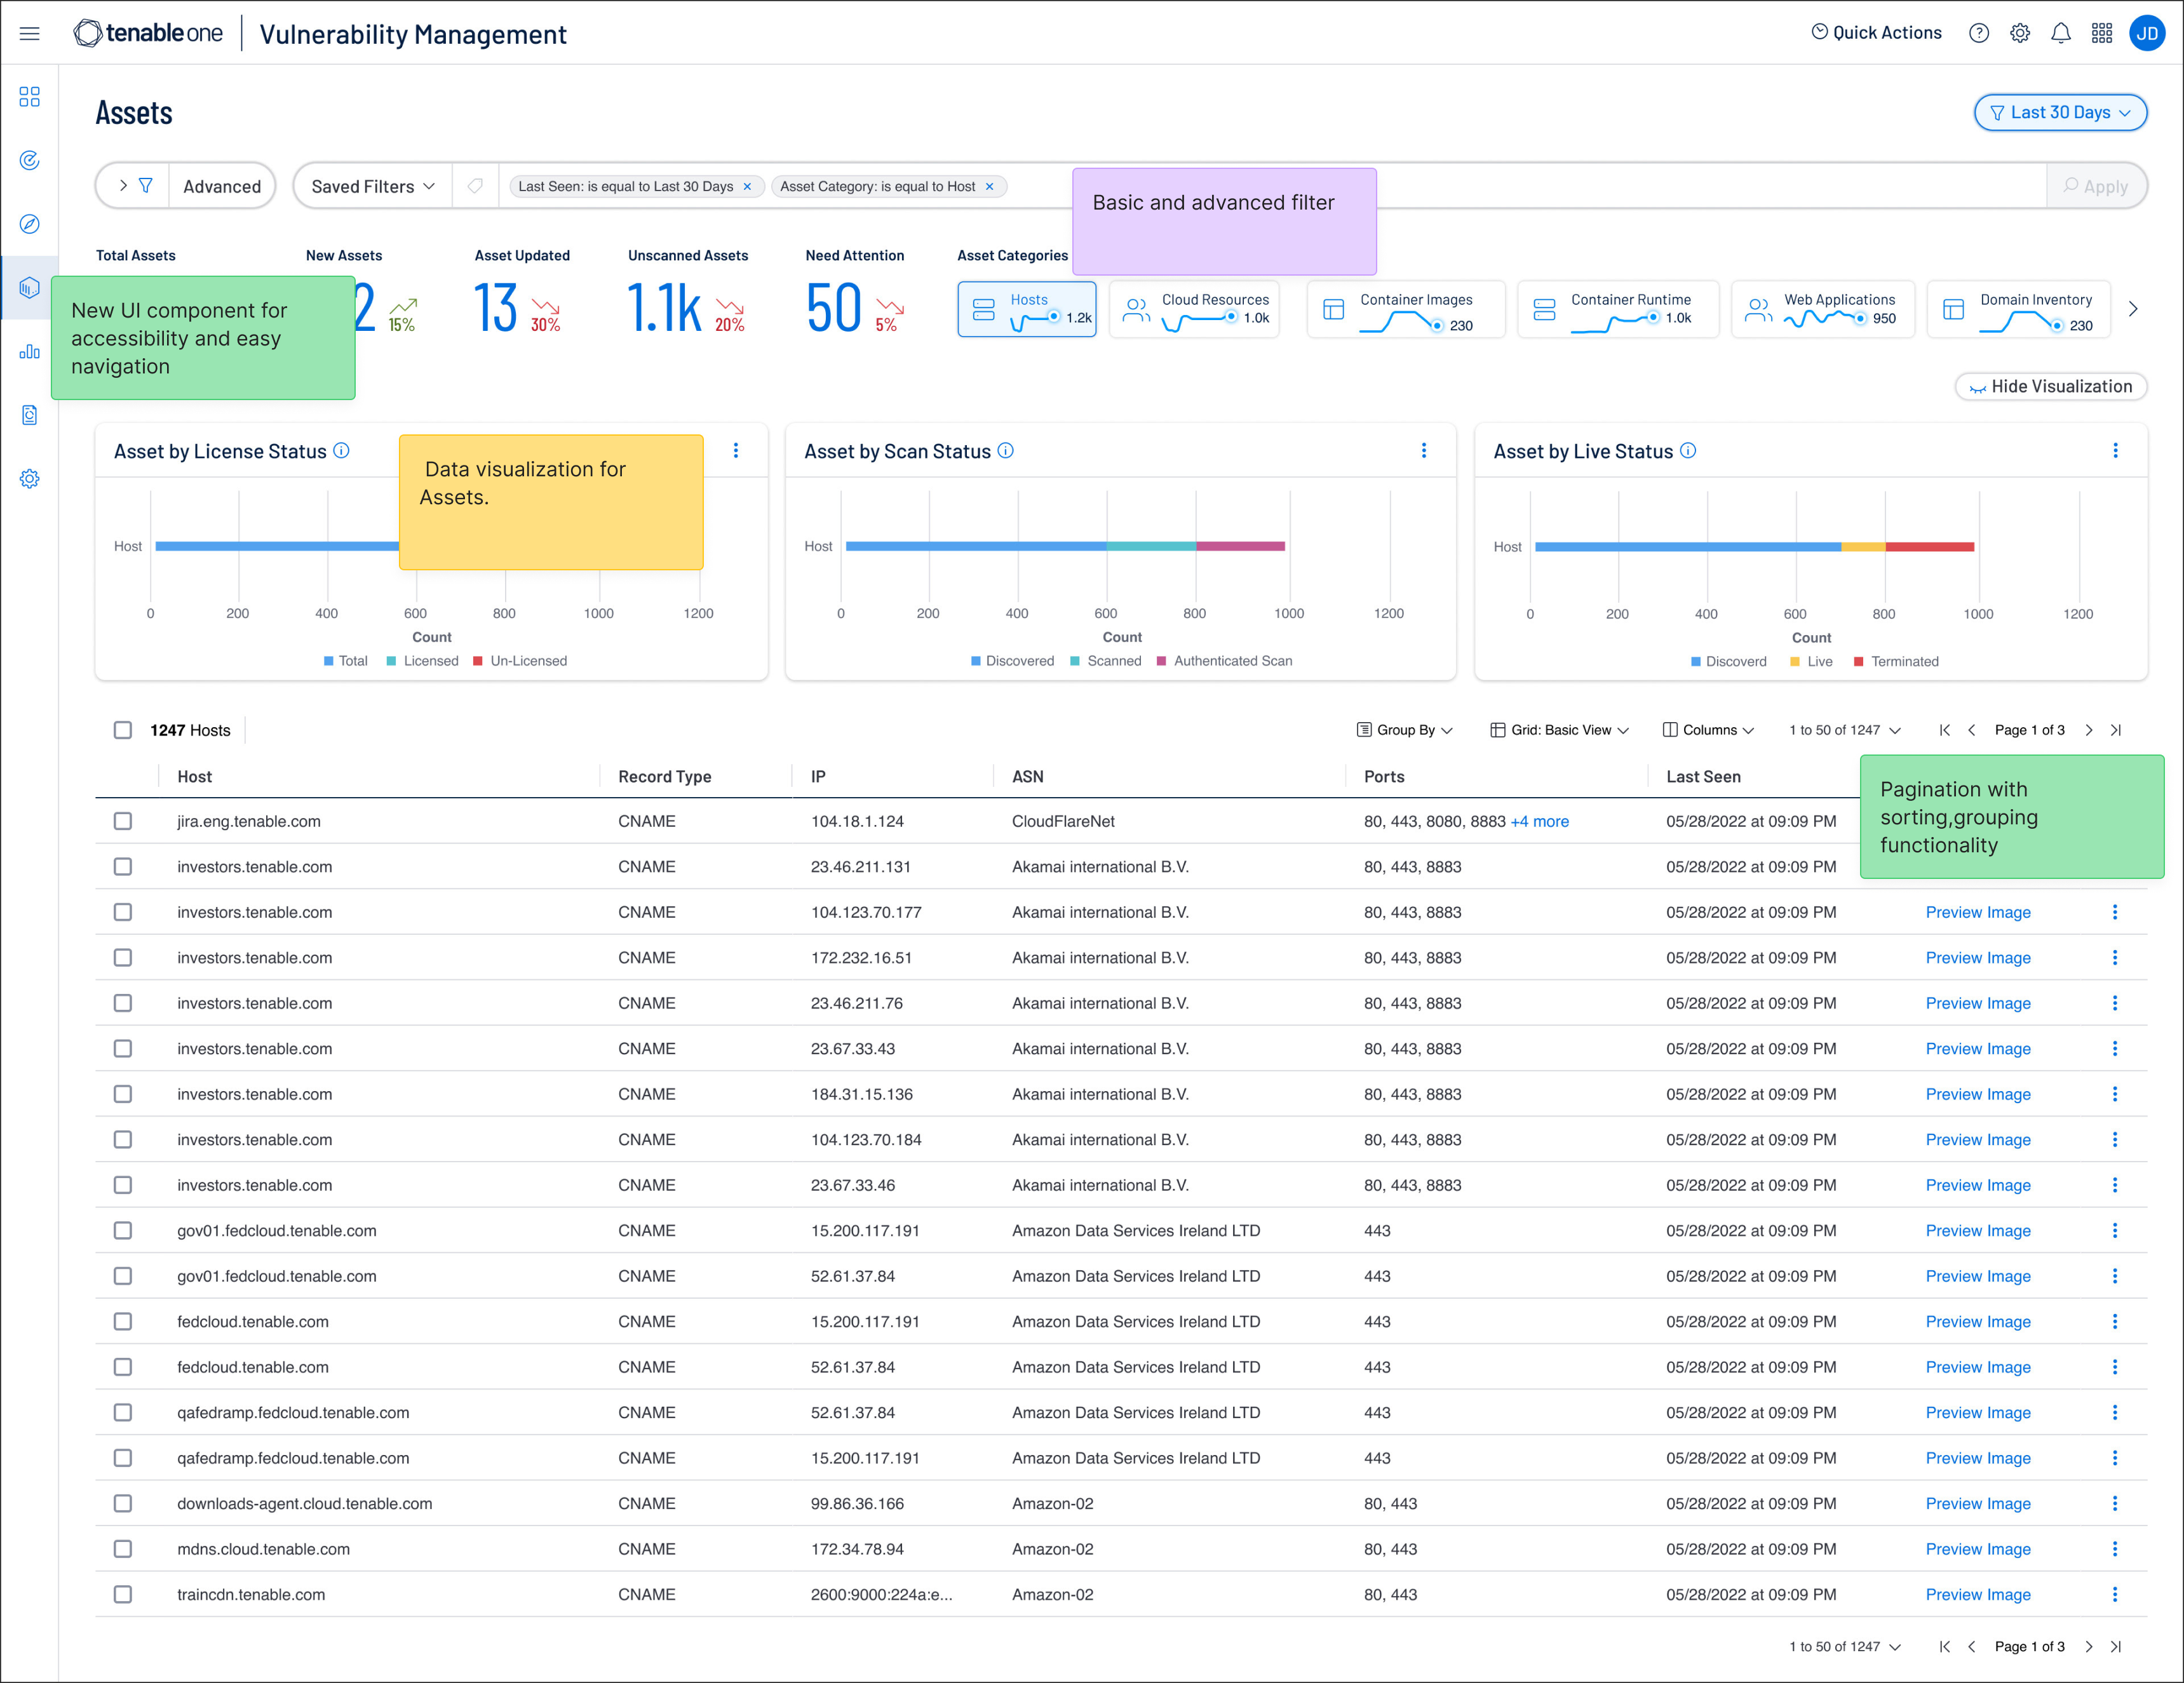 tenable one
Vulnerability Management
Quick Actions
JD
Assets
Last 30 Days
Advanced
Saved Filters
Last Seen: is equal to Last 30 Days ×
Asset Category: is equal to Host ×
Apply
Basic and advanced filter
Total Assets
New Assets
Asset Updated
Unscanned Assets
Need Attention
Asset Categories
New UI component for
accessibility and easy
navigation
2
15%
13
30%
1.1k
20%
50
5%
Hosts
1.2k
Cloud Resources
1.0k
Container Images
230
Container Runtime
1.0k
Web Applications
950
Domain Inventory
230
Hide Visualization
Asset by License Status
Data visualization for
Assets.
Host
0 200 400 600 800 1000 1200
Count
Total Licensed Un-Licensed
Asset by Scan Status
Host
0 200 400 600 800 1000 1200
Count
Discovered Scanned Authenticated Scan
Asset by Live Status
Host
0 200 400 600 800 1000 1200
Count
Discoverd Live Terminated
1247 Hosts
Group By
Grid: Basic View
Columns
1 to 50 of 1247
Page 1 of 3
Host Record Type IP ASN Ports Last Seen
Pagination with
sorting,grouping
functionality
jira.eng.tenable.com CNAME 104.18.1.124 CloudFlareNet 80, 443, 8080, 8883 +4 more 05/28/2022 at 09:09 PM
investors.tenable.com CNAME 23.46.211.131 Akamai international B.V. 80, 443, 8883 05/28/2022 at 09:09 PM
investors.tenable.com CNAME 104.123.70.177 Akamai international B.V. 80, 443, 8883 05/28/2022 at 09:09 PM Preview Image
investors.tenable.com CNAME 172.232.16.51 Akamai international B.V. 80, 443, 8883 05/28/2022 at 09:09 PM Preview Image
investors.tenable.com CNAME 23.46.211.76 Akamai international B.V. 80, 443, 8883 05/28/2022 at 09:09 PM Preview Image
investors.tenable.com CNAME 23.67.33.43 Akamai international B.V. 80, 443, 8883 05/28/2022 at 09:09 PM Preview Image
investors.tenable.com CNAME 184.31.15.136 Akamai international B.V. 80, 443, 8883 05/28/2022 at 09:09 PM Preview Image
investors.tenable.com CNAME 104.123.70.184 Akamai international B.V. 80, 443, 8883 05/28/2022 at 09:09 PM Preview Image
investors.tenable.com CNAME 23.67.33.46 Akamai international B.V. 80, 443, 8883 05/28/2022 at 09:09 PM Preview Image
gov01.fedcloud.tenable.com CNAME 15.200.117.191 Amazon Data Services Ireland LTD 443 05/28/2022 at 09:09 PM Preview Image
gov01.fedcloud.tenable.com CNAME 52.61.37.84 Amazon Data Services Ireland LTD 443 05/28/2022 at 09:09 PM Preview Image
fedcloud.tenable.com CNAME 15.200.117.191 Amazon Data Services Ireland LTD 443 05/28/2022 at 09:09 PM Preview Image
fedcloud.tenable.com CNAME 52.61.37.84 Amazon Data Services Ireland LTD 443 05/28/2022 at 09:09 PM Preview Image
qafedramp.fedcloud.tenable.com CNAME 52.61.37.84 Amazon Data Services Ireland LTD 443 05/28/2022 at 09:09 PM Preview Image
qafedramp.fedcloud.tenable.com CNAME 15.200.117.191 Amazon Data Services Ireland LTD 443 05/28/2022 at 09:09 PM Preview Image
downloads-agent.cloud.tenable.com CNAME 99.86.36.166 Amazon-02 80, 443 05/28/2022 at 09:09 PM Preview Image
mdns.cloud.tenable.com CNAME 172.34.78.94 Amazon-02 80, 443 05/28/2022 at 09:09 PM Preview Image
traincdn.tenable.com CNAME 2600:9000:224a:e... Amazon-02 80, 443 05/28/2022 at 09:09 PM Preview Image
1 to 50 of 1247
Page 1 of 3